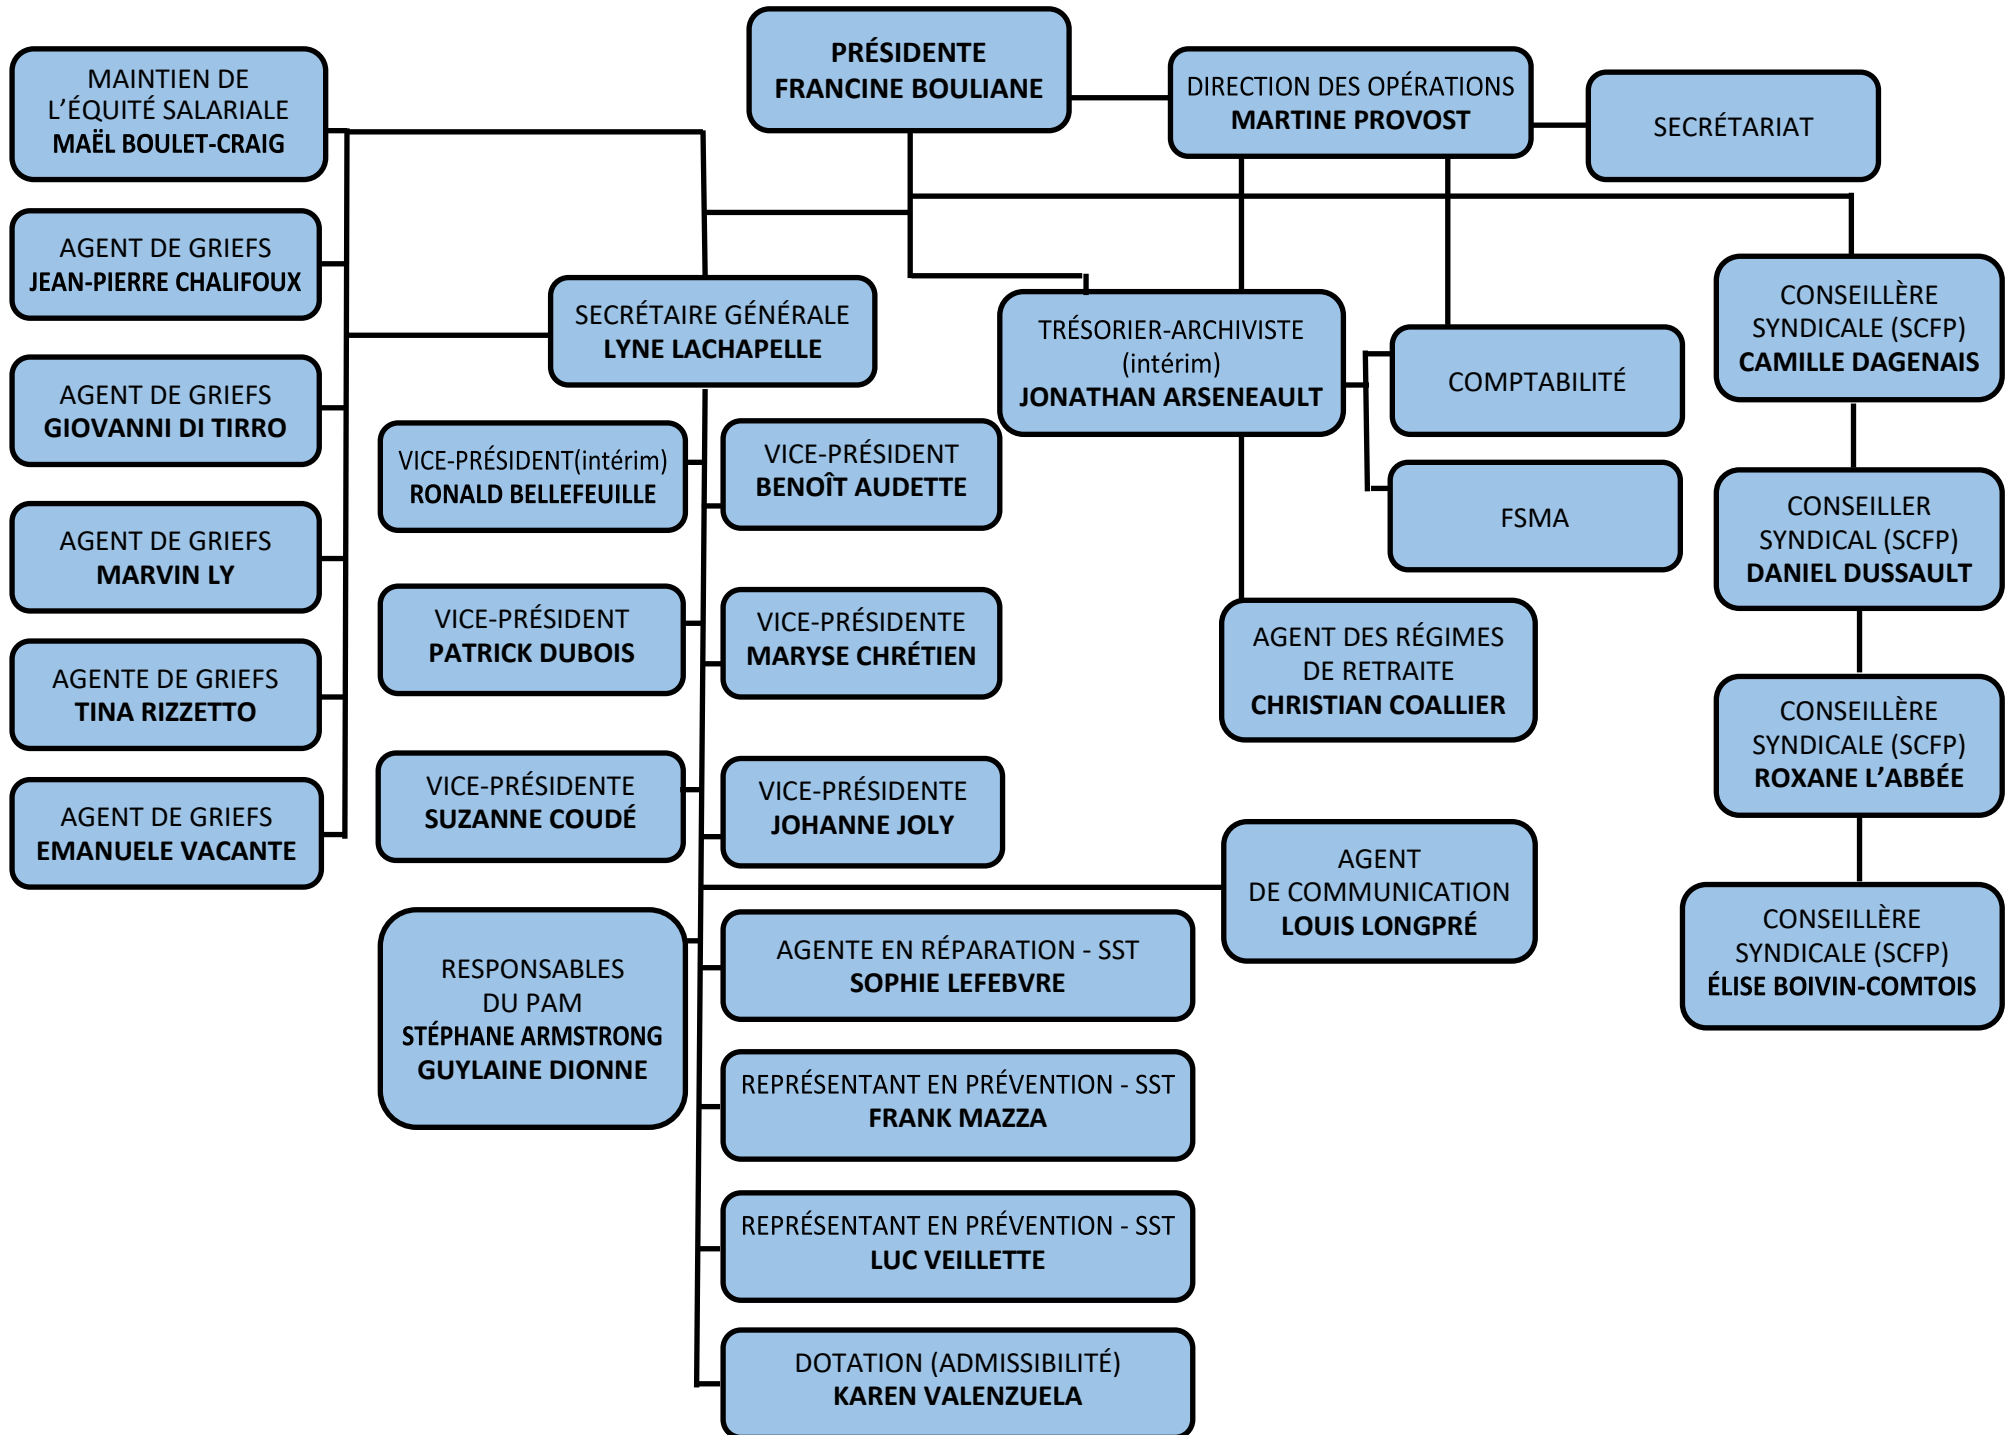 PRÉSIDENTE
FRANCINE BOULIANE
DIRECTION DES OPÉRATIONS
MARTINE PROVOST
SECRÉTARIAT
MAINTIEN DE
L’ÉQUITÉ SALARIALE
MAËL BOULET-CRAIG
AGENT DE GRIEFS
JEAN-PIERRE CHALIFOUX
AGENT DE GRIEFS
GIOVANNI DI TIRRO
AGENT DE GRIEFS
MARVIN LY
AGENTE DE GRIEFS
TINA RIZZETTO
AGENT DE GRIEFS
EMANUELE VACANTE
SECRÉTAIRE GÉNÉRALE
LYNE LACHAPELLE
VICE-PRÉSIDENT(intérim)
RONALD BELLEFEUILLE
VICE-PRÉSIDENT
BENOÎT AUDETTE
VICE-PRÉSIDENT
PATRICK DUBOIS
VICE-PRÉSIDENTE
MARYSE CHRÉTIEN
VICE-PRÉSIDENTE
SUZANNE COUDÉ
VICE-PRÉSIDENTE
JOHANNE JOLY
RESPONSABLES
DU PAM
STÉPHANE ARMSTRONG
GUYLAINE DIONNE
AGENTE EN RÉPARATION - SST
SOPHIE LEFEBVRE
REPRÉSENTANT EN PRÉVENTION - SST
FRANK MAZZA
REPRÉSENTANT EN PRÉVENTION - SST
LUC VEILLETTE
DOTATION (ADMISSIBILITÉ)
KAREN VALENZUELA
TRÉSORIER-ARCHIVISTE
(intérim)
JONATHAN ARSENEAULT
COMPTABILITÉ
FSMA
AGENT DES RÉGIMES
DE RETRAITE
CHRISTIAN COALLIER
AGENT
DE COMMUNICATION
LOUIS LONGPRÉ
CONSEILLÈRE
SYNDICALE (SCFP)
CAMILLE DAGENAIS
CONSEILLER
SYNDICAL (SCFP)
DANIEL DUSSAULT
CONSEILLÈRE
SYNDICALE (SCFP)
ROXANE L’ABBÉE
CONSEILLÈRE
SYNDICALE (SCFP)
ÉLISE BOIVIN-COMTOIS